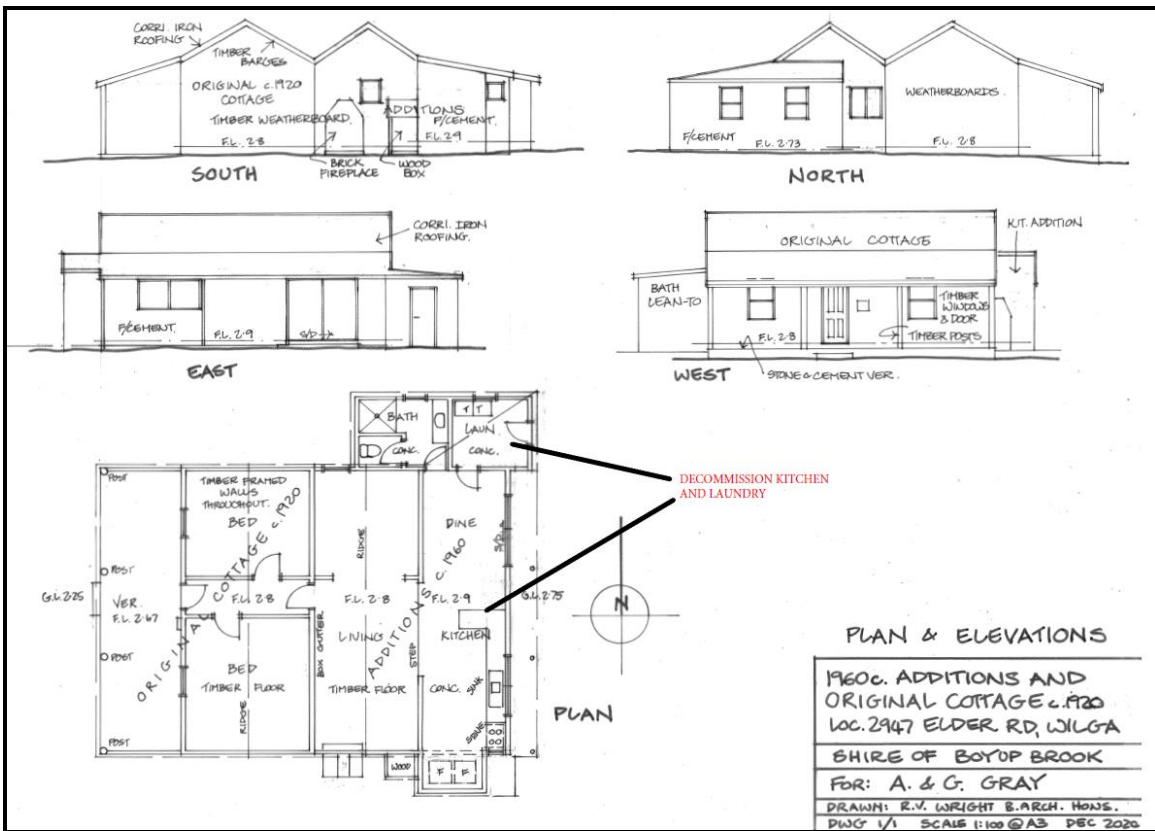 CORRI. IRON
ROOFING
TIMBER
BARGES
ORIGINAL c.1920
COTTAGE
TIMBER WEATHERBOARD.
F.L. 2·8
ADDITIONS
F/CEMENT.
F.L. 2·9
BRICK
FIREPLACE
WOOD
BOX
SOUTH
WEATHERBOARDS.
F/CEMENT
F.L. 2·73
F.L. 2·8
NORTH
CORRI. IRON
ROOFING.
F/CEMENT.
F.L. 2·9
S/D
EAST
ORIGINAL COTTAGE
KIT. ADDITION
BATH
LEAN-TO
TIMBER
WINDOWS
& DOOR
F.L. 2·8
TIMBER POSTS
WEST
STONE & CEMENT VER.
BATH
CONC.
T T
LAUN.
CONC.
DECOMMISSION KITCHEN
AND LAUNDRY
POST
TIMBER FRAMED
WALLS
THROUGHOUT.
BED
ORIGINAL COTTAGE c.1920
RIDGE
DINE
S/D
ADDITIONS c.1960
POST
G.L. 2·25
VER.
F.L. 2·67
F.L. 2·8
F.L. 2·8
F.L. 2·9
G.L. 2·75
N
POST
BED
TIMBER FLOOR
RIDGE
BOX GUTTER
LIVING
TIMBER FLOOR
STEP
KITCHEN
CONC.
SINK
POST
WOOD
F F
PLAN
PLAN & ELEVATIONS
1960c. ADDITIONS AND
ORIGINAL COTTAGE c.1920
LOC. 2947 ELDER RD, WILGA
SHIRE OF BOYUP BROOK
FOR: A. & G. GRAY
DRAWN: R.V. WRIGHT B.ARCH. HONS.
DWG 1/1 SCALE 1:100 @ A3 DEC 2020